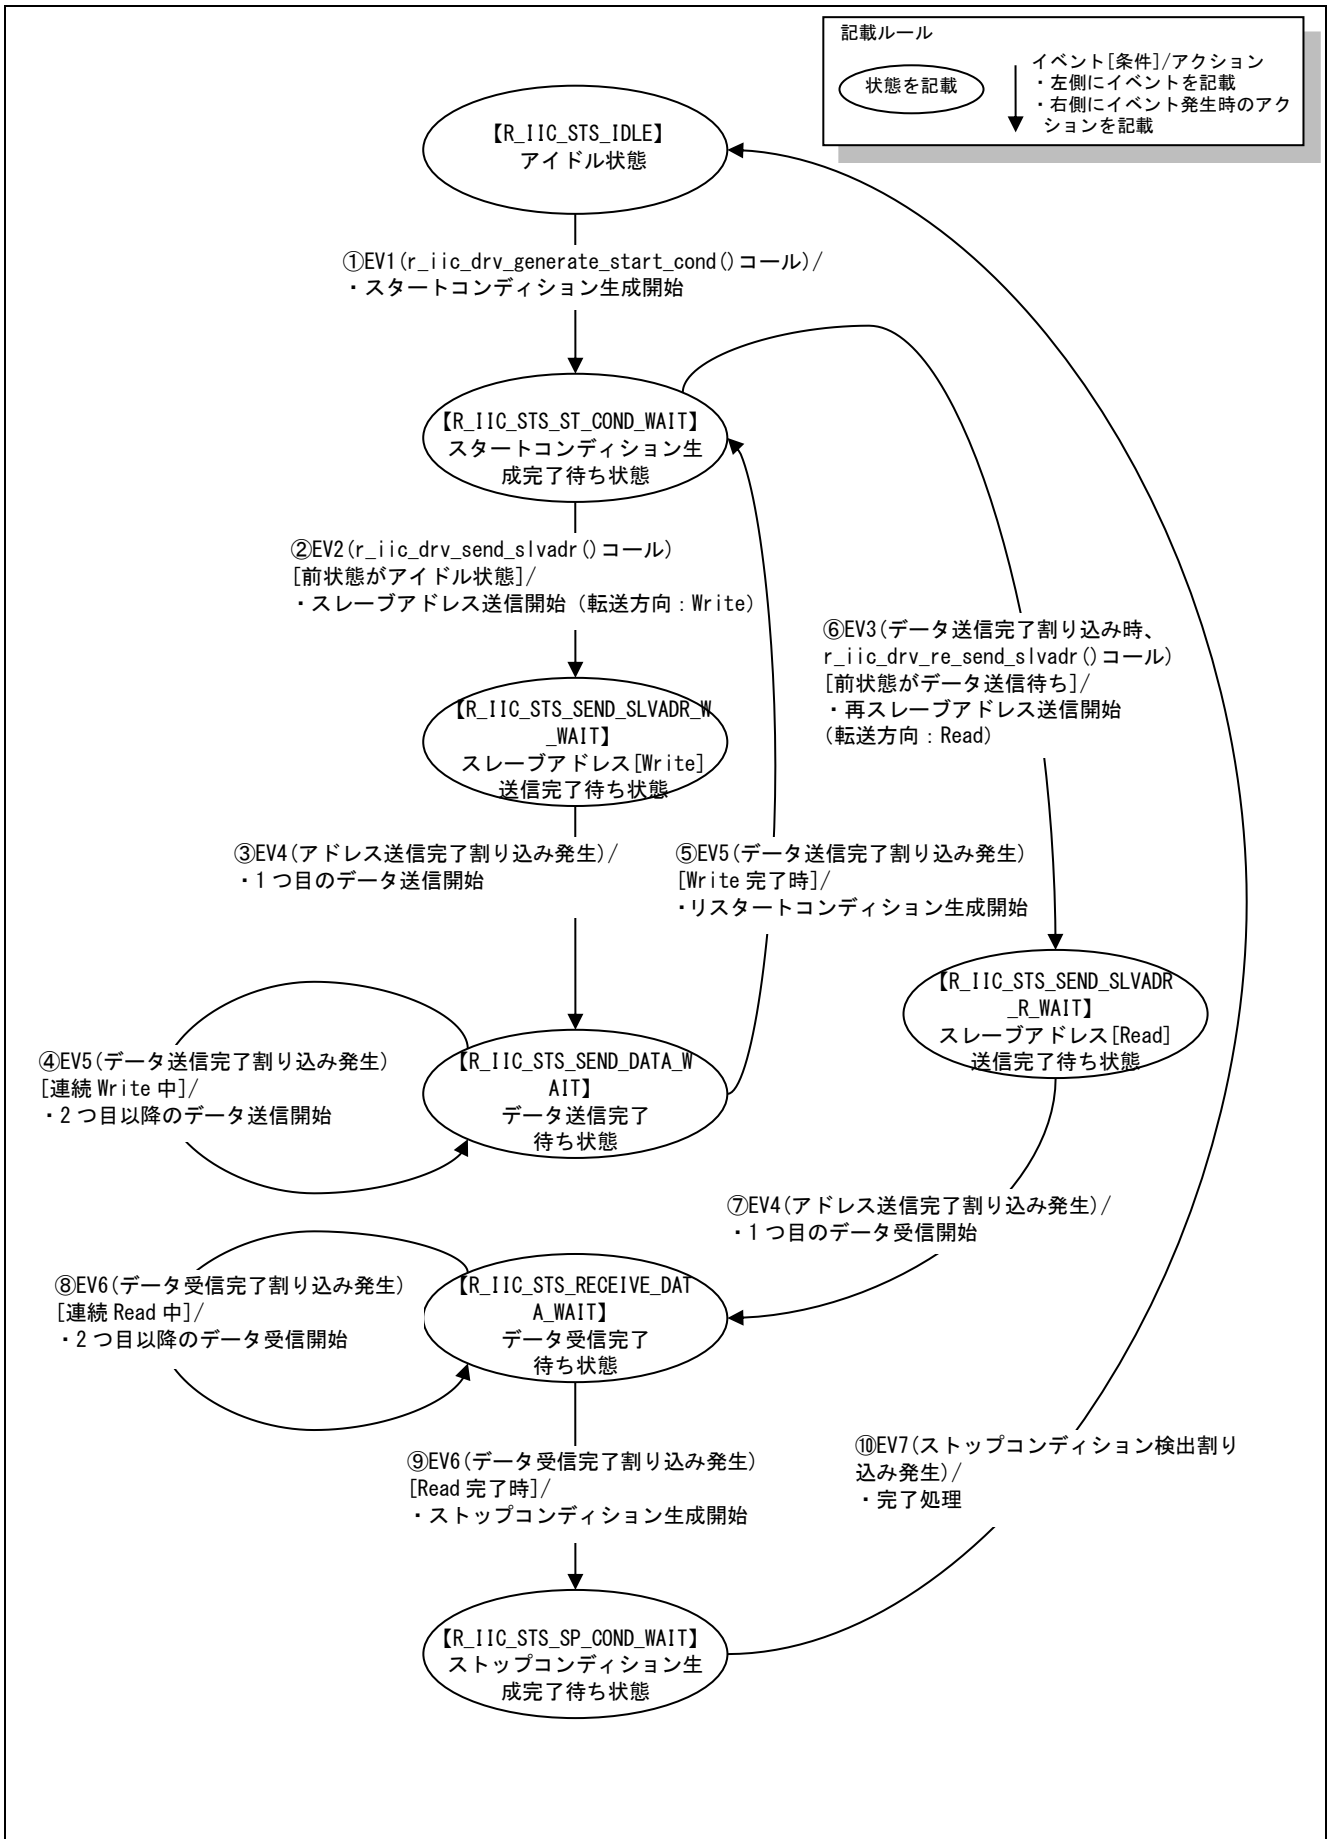 記載ルール
状態を記載
イベント[条件]/アクション
・左側にイベントを記載
・右側にイベント発生時のアク
ションを記載
【R_IIC_STS_IDLE】
アイドル状態
①EV1(r_iic_drv_generate_start_cond()コール)/
・スタートコンディション生成開始
【R_IIC_STS_ST_COND_WAIT】
スタートコンディション生
成完了待ち状態
②EV2(r_iic_drv_send_slvadr()コール)
[前状態がアイドル状態]/
・スレーブアドレス送信開始（転送方向：Write）
⑥EV3(データ送信完了割り込み時、
r_iic_drv_re_send_slvadr()コール)
[前状態がデータ送信待ち]/
・再スレーブアドレス送信開始
（転送方向：Read）
【R_IIC_STS_SEND_SLVADR_W
_WAIT】
スレーブアドレス[Write]
送信完了待ち状態
③EV4(アドレス送信完了割り込み発生)/
・1つ目のデータ送信開始
⑤EV5(データ送信完了割り込み発生)
[Write 完了時]/
・リスタートコンディション生成開始
【R_IIC_STS_SEND_SLVADR
_R_WAIT】
スレーブアドレス[Read]
送信完了待ち状態
④EV5(データ送信完了割り込み発生)
[連続 Write 中]/
・2つ目以降のデータ送信開始
【R_IIC_STS_SEND_DATA_W
AIT】
データ送信完了
待ち状態
⑦EV4(アドレス送信完了割り込み発生)/
・1つ目のデータ受信開始
⑧EV6(データ受信完了割り込み発生)
[連続 Read 中]/
・2つ目以降のデータ受信開始
【R_IIC_STS_RECEIVE_DAT
A_WAIT】
データ受信完了
待ち状態
⑨EV6(データ受信完了割り込み発生)
[Read 完了時]/
・ストップコンディション生成開始
⑩EV7(ストップコンディション検出割り
込み発生)/
・完了処理
【R_IIC_STS_SP_COND_WAIT】
ストップコンディション生
成完了待ち状態